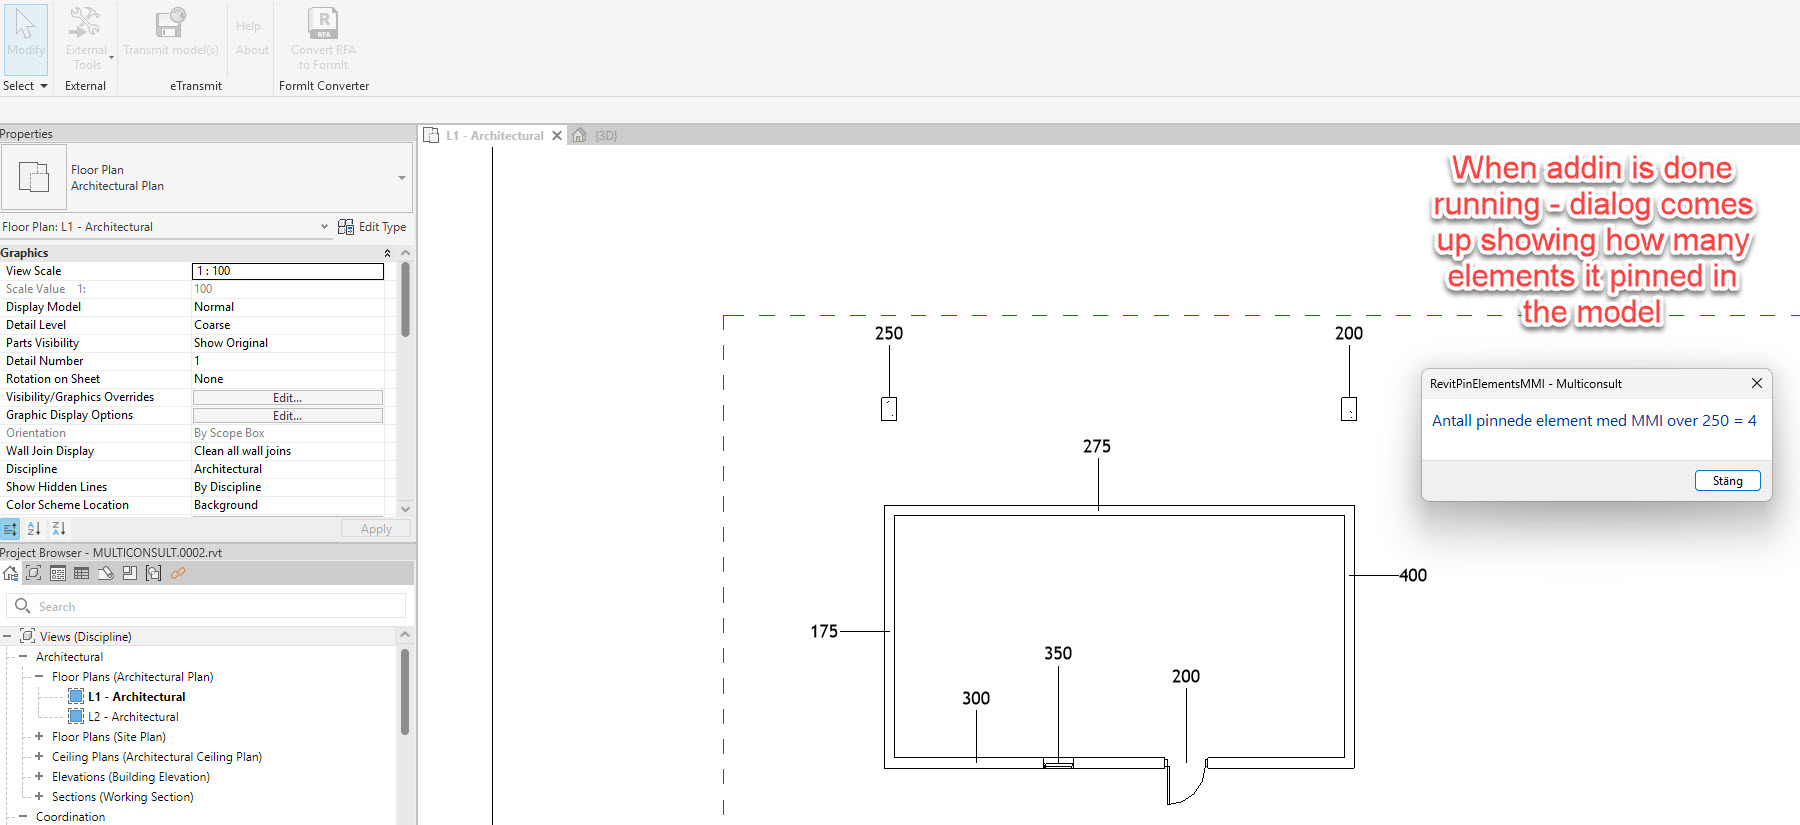 Modify
External
Tools
Transmit model(s)
Help
About
R
RFA
Convert RFA
to FormIt
Select
External
eTransmit
FormIt Converter
Properties
Floor Plan
Architectural Plan
Floor Plan: L1 - Architectural
Edit Type
Graphics
View Scale 1 : 100
Scale Value 1: 100
Display Model Normal
Detail Level Coarse
Parts Visibility Show Original
Detail Number 1
Rotation on Sheet None
Visibility/Graphics Overrides Edit...
Graphic Display Options Edit...
Orientation By Scope Box
Wall Join Display Clean all wall joins
Discipline Architectural
Show Hidden Lines By Discipline
Color Scheme Location Background
Apply
Project Browser - MULTICONSULT.0002.rvt
Search
Views (Discipline)
Architectural
Floor Plans (Architectural Plan)
L1 - Architectural
L2 - Architectural
Floor Plans (Site Plan)
Ceiling Plans (Architectural Ceiling Plan)
Elevations (Building Elevation)
Sections (Working Section)
Coordination
L1 - Architectural
{3D}
When addin is done
running - dialog comes
up showing how many
elements it pinned in
the model
250
200
275
400
175
350
200
300
RevitPinElementsMMI - Multiconsult
Antall pinnede element med MMI over 250 = 4
Stäng